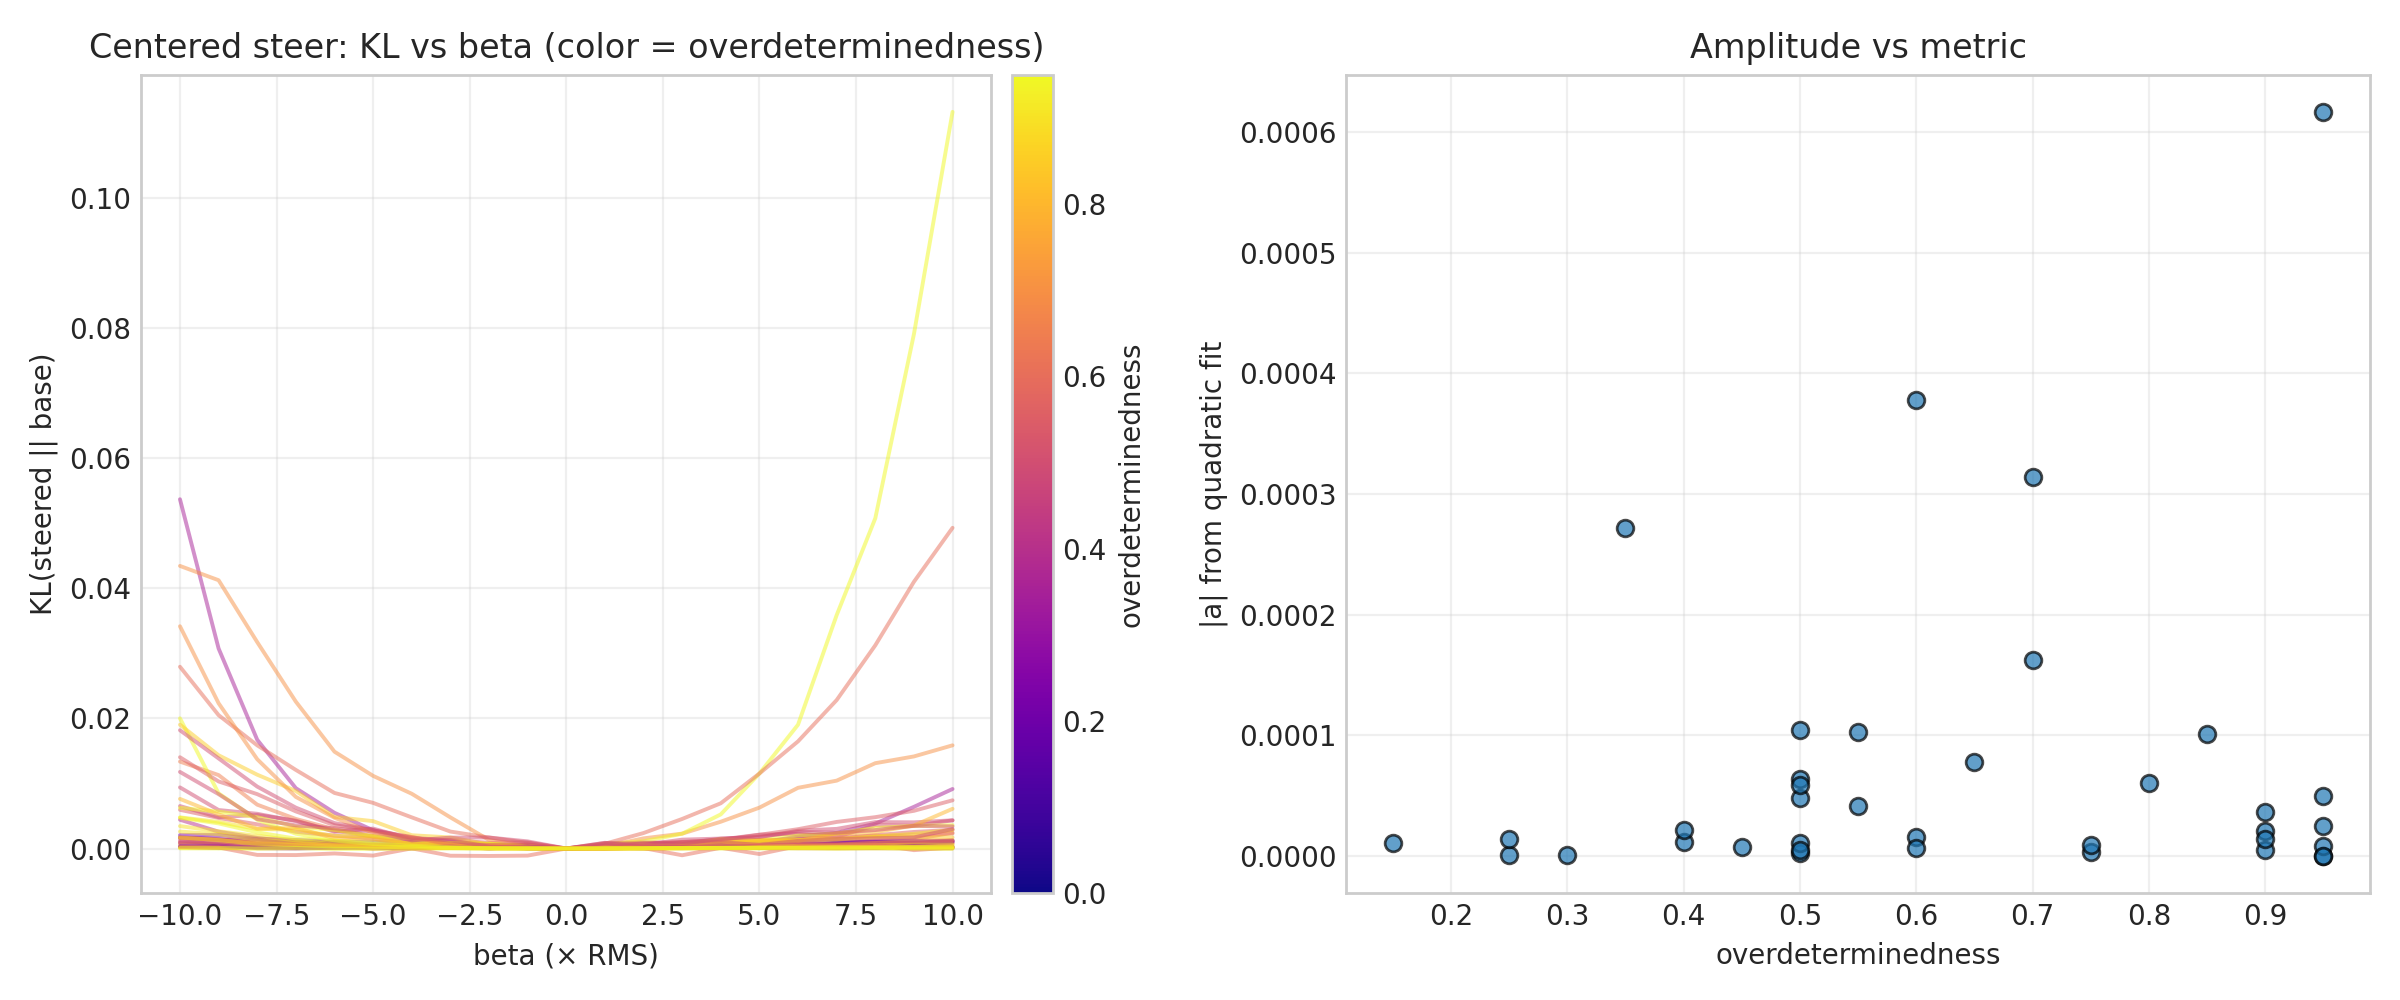 Centered steer: KL vs beta (color = overdeterminedness)
KL(steered || base)
0.10
0.08
0.06
0.04
0.02
0.00
−10.0 −7.5 −5.0 −2.5 0.0 2.5 5.0 7.5 10.0
beta (× RMS)
0.8
0.6
0.4
0.2
0.0
overdeterminedness
Amplitude vs metric
|a| from quadratic fit
0.0006
0.0005
0.0004
0.0003
0.0002
0.0001
0.0000
0.2 0.3 0.4 0.5 0.6 0.7 0.8 0.9
overdeterminedness